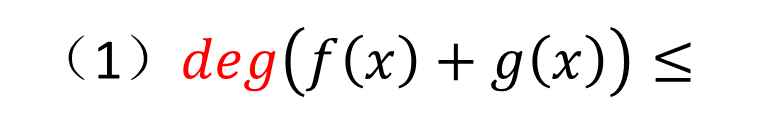 （1）deg(f(x) + g(x)) ≤